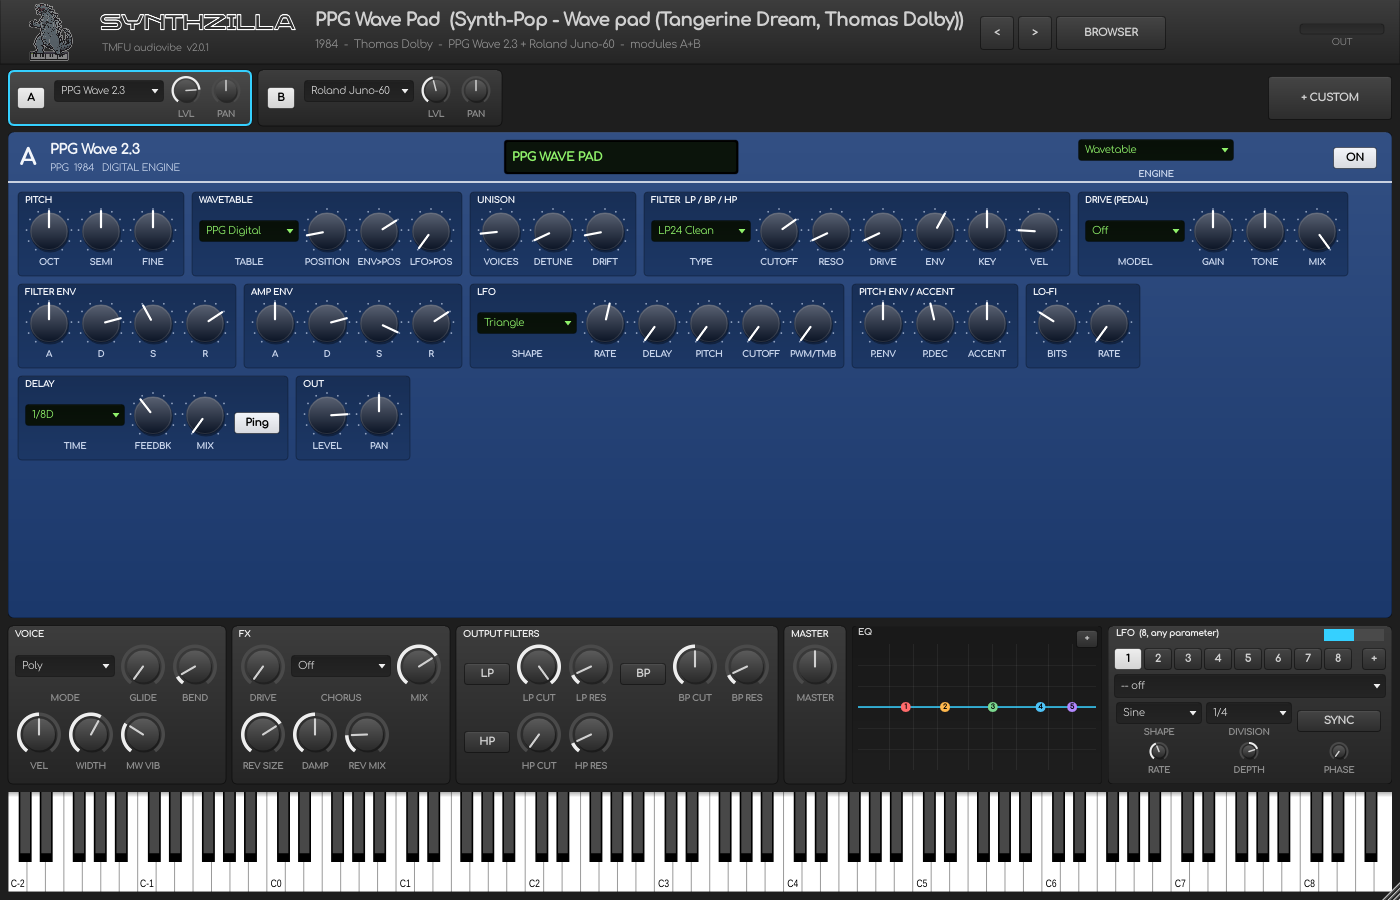 SYNTHZILLA
TMFU audiovibe v2.0.1
PPG Wave Pad (Synth-Pop - Wave pad (Tangerine Dream, Thomas Dolby))
1984 - Thomas Dolby - PPG Wave 2.3 + Roland Juno-60 - modules A+B
< > BROWSER
OUT
A PPG Wave 2.3 LVL PAN
B Roland Juno-60 LVL PAN
+ CUSTOM
A PPG Wave 2.3
PPG 1984 DIGITAL ENGINE
PPG WAVE PAD
Wavetable
ENGINE
ON
PITCH
OCT SEMI FINE
WAVETABLE
PPG Digital
TABLE POSITION ENV>POS LFO>POS
UNISON
VOICES DETUNE DRIFT
FILTER LP / BP / HP
LP24 Clean
TYPE CUTOFF RESO DRIVE ENV KEY VEL
DRIVE (PEDAL)
Off
MODEL GAIN TONE MIX
FILTER ENV
A D S R
AMP ENV
A D S R
LFO
Triangle
SHAPE RATE DELAY PITCH CUTOFF PWM/TMB
PITCH ENV / ACCENT
P.ENV P.DEC ACCENT
LO-FI
BITS RATE
DELAY
1/8D
Ping
TIME FEEDBK MIX
OUT
LEVEL PAN
VOICE
Poly
MODE GLIDE BEND
VEL WIDTH MW VIB
FX
Off
DRIVE CHORUS MIX
REV SIZE DAMP REV MIX
OUTPUT FILTERS
LP BP
LP CUT LP RES BP CUT BP RES
HP
HP CUT HP RES
MASTER
MASTER
EQ
+
1 2 3 4 5
LFO (8, any parameter)
1 2 3 4 5 6 7 8 +
-- off
Sine 1/4 SYNC
SHAPE DIVISION
RATE DEPTH PHASE
C-2 C-1 C0 C1 C2 C3 C4 C5 C6 C7 C8